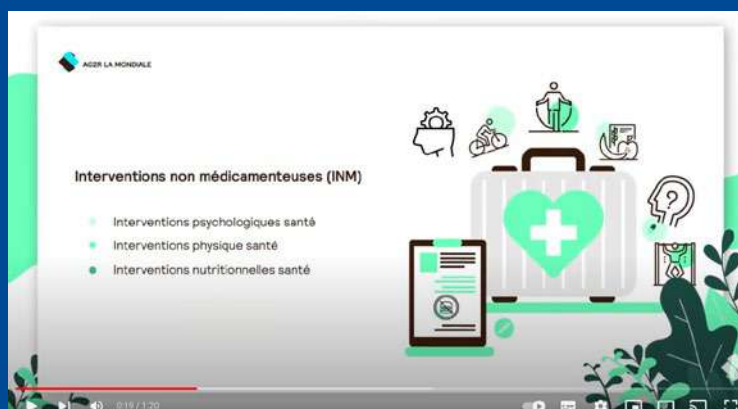 AG2R LA MONDIALE
Interventions non médicamenteuses (INM)
Interventions psychologiques santé
Interventions physique santé
Interventions nutritionnelles santé
0:19 / 1:20